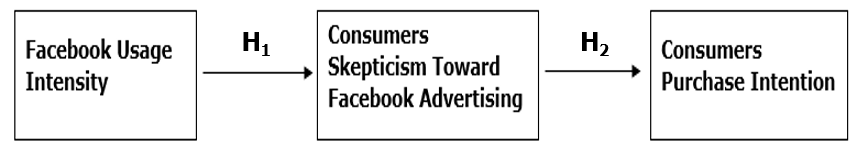 Facebook Usage
Intensity
H1
Consumers
Skepticism Toward
Facebook Advertising
H2
Consumers
Purchase Intention